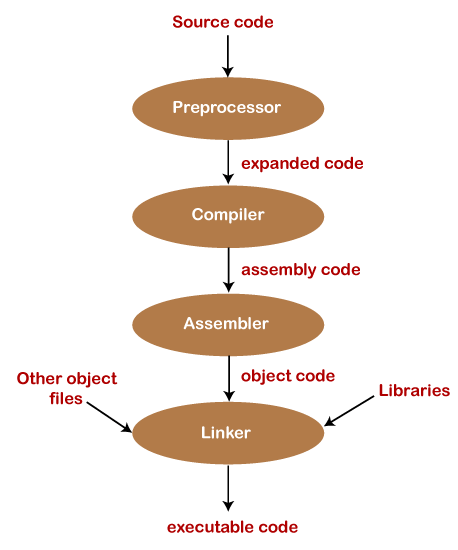 Source code
Preprocessor
expanded code
Compiler
assembly code
Assembler
object code
Other object
files
Libraries
Linker
executable code